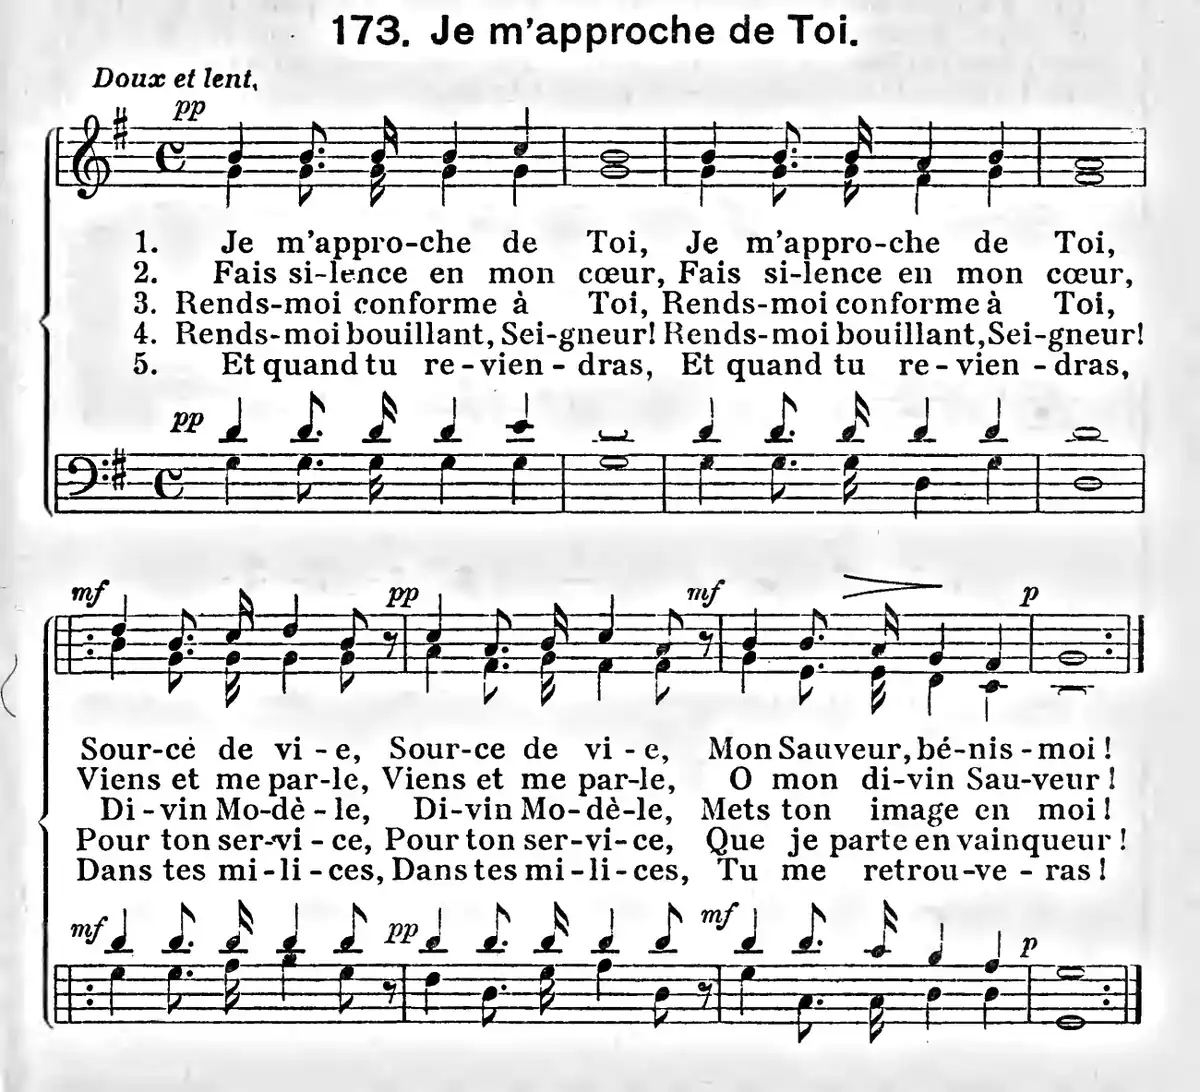 173. Je m'approche de Toi.
Doux et lent,
pp
1. Je m'appro-che de Toi, Je m'appro-che de Toi,
2. Fais si-lence en mon cœur, Fais si-lence en mon cœur,
3. Rends-moi conforme à Toi, Rends-moi conforme à Toi,
4. Rends-moi bouillant, Sei-gneur! Rends-moi bouillant, Sei-gneur!
5. Et quand tu re-vien-dras, Et quand tu re-vien-dras,
pp
mf pp mf p
Sour-ce de vi-e, Sour-ce de vi-e, Mon Sauveur, bé-nis-moi!
Viens et me par-le, Viens et me par-le, O mon di-vin Sau-veur!
Di-vin Mo-dè-le, Di-vin Mo-dè-le, Mets ton image en moi!
Pour ton ser-vi-ce, Pour ton ser-vi-ce, Que je parte en vainqueur!
Dans tes mi-li-ces, Dans tes mi-li-ces, Tu me retrou-ve-ras!
mf pp mf p